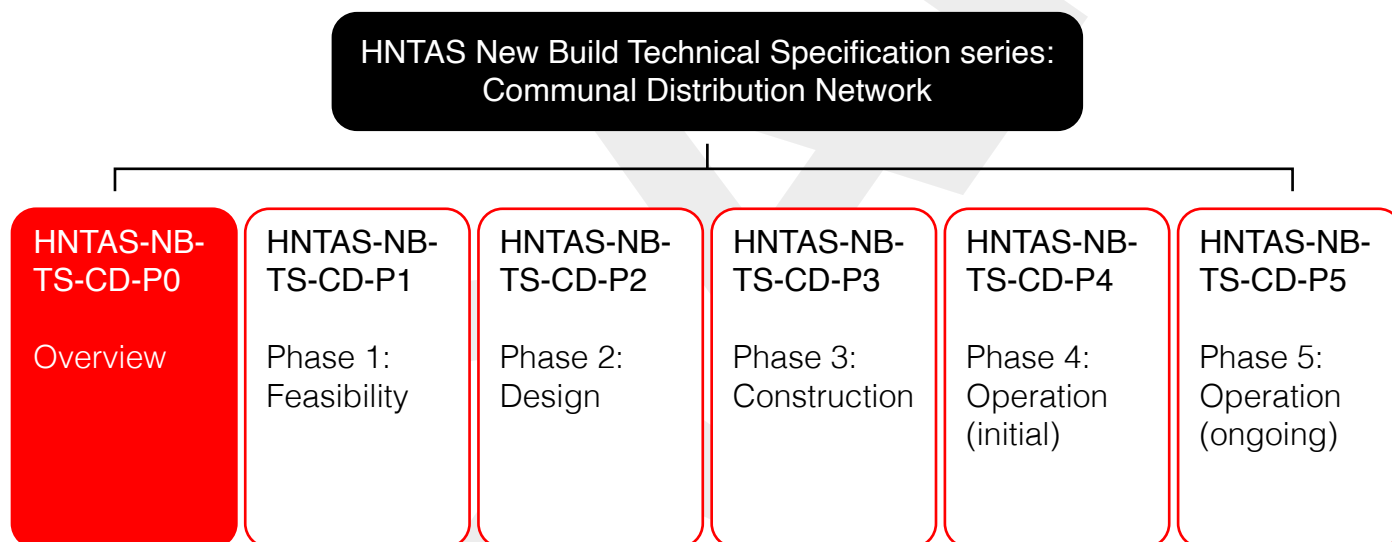 HNTAS New Build Technical Specification series:
Communal Distribution Network
HNTAS-NB-
TS-CD-P0
Overview
HNTAS-NB-
TS-CD-P1
Phase 1:
Feasibility
HNTAS-NB-
TS-CD-P2
Phase 2:
Design
HNTAS-NB-
TS-CD-P3
Phase 3:
Construction
HNTAS-NB-
TS-CD-P4
Phase 4:
Operation
(initial)
HNTAS-NB-
TS-CD-P5
Phase 5:
Operation
(ongoing)